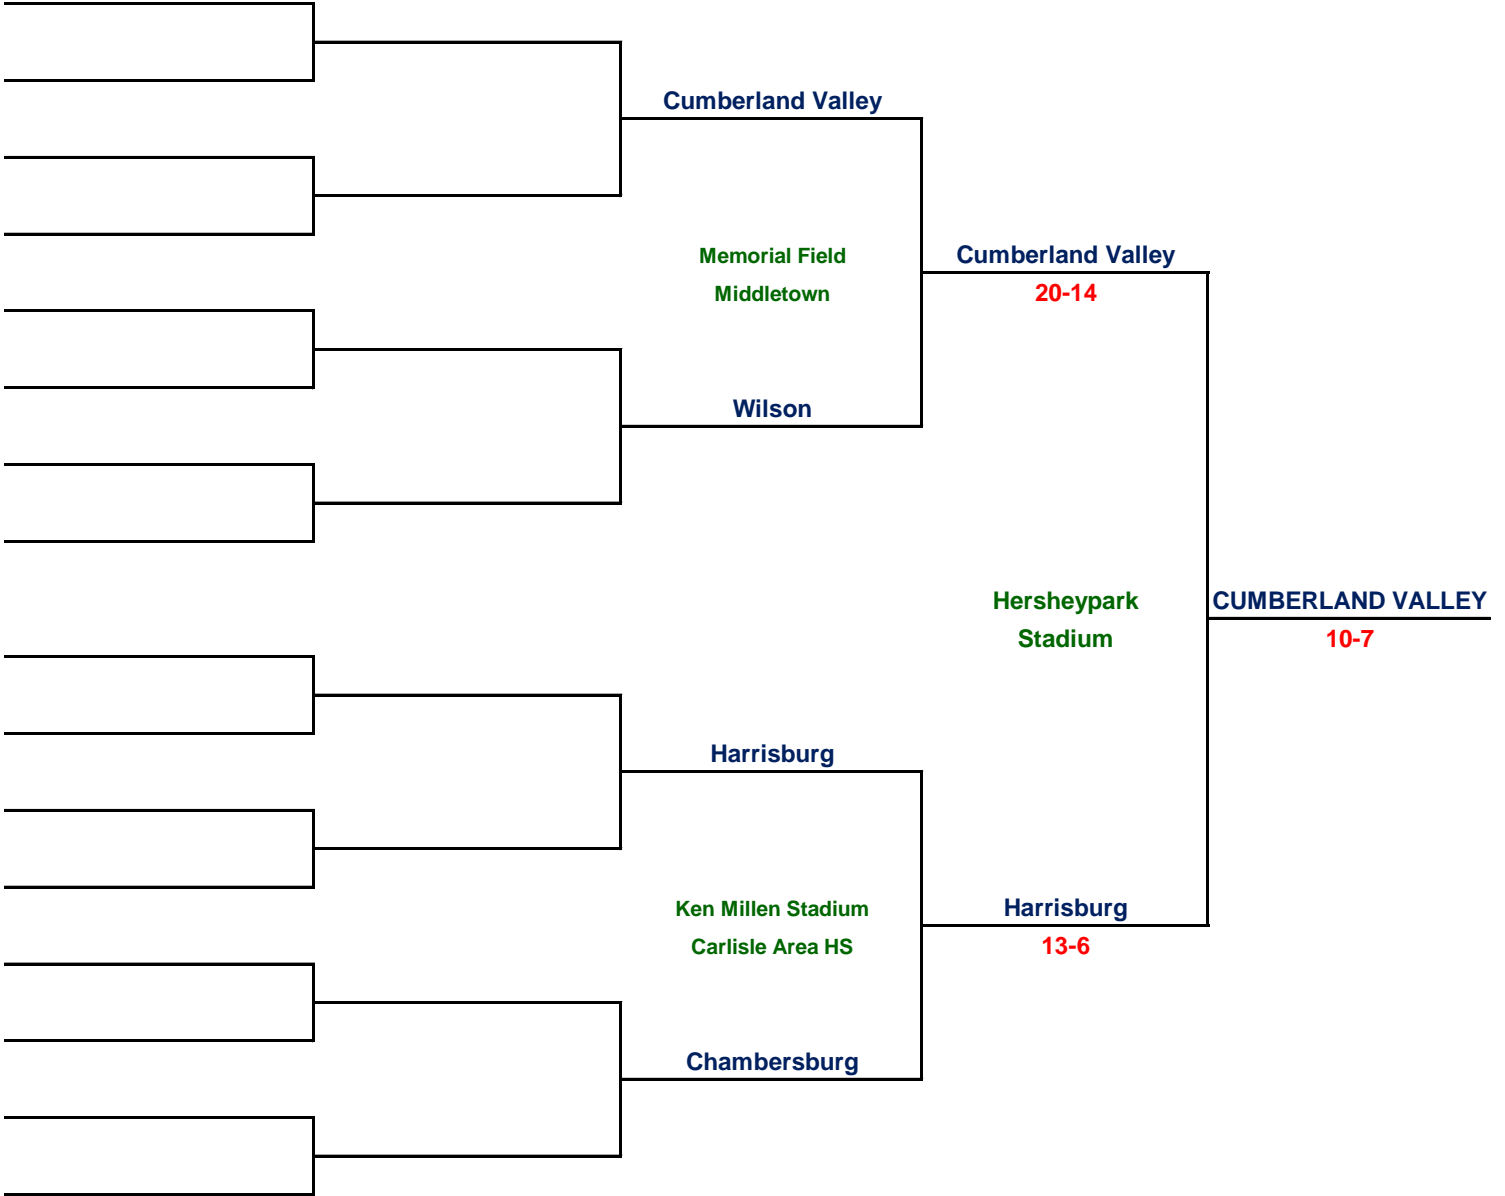 Cumberland Valley
Memorial Field
Middletown
Cumberland Valley
20-14
Wilson
Hersheypark
Stadium
CUMBERLAND VALLEY
10-7
Harrisburg
Ken Millen Stadium
Carlisle Area HS
Harrisburg
13-6
Chambersburg